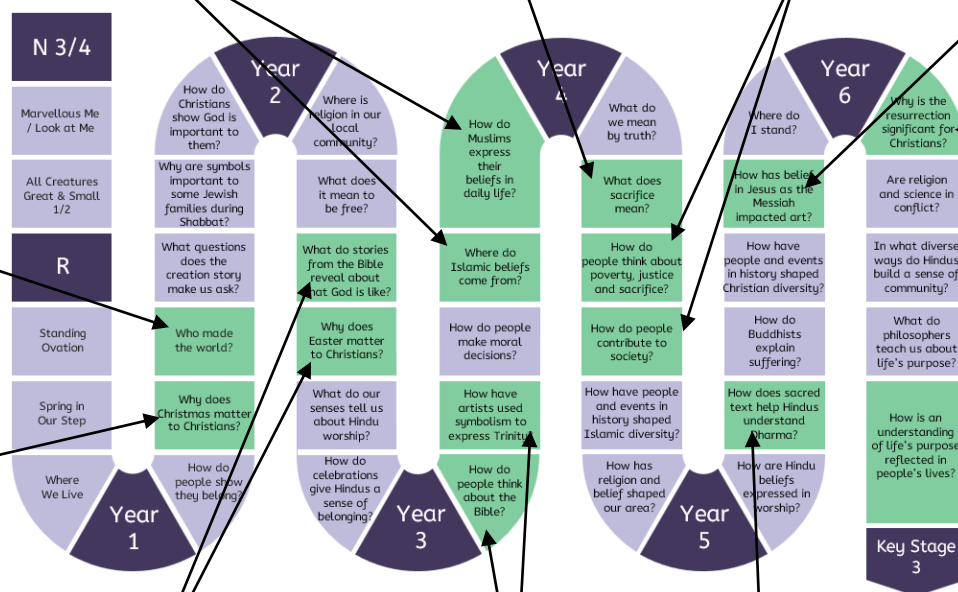 N 3/4
Marvellous Me
/ Look at Me
All Creatures
Great & Small
1/2
R
Standing
Ovation
Spring in
Our Step
Where
We Live
Year
1
How do
people show
they belong?
Why does
Christmas matter
to Christians?
Who made
the world?
What questions
does the
creation story
make us ask?
Why are symbols
important to
some Jewish
families during
Shabbat?
How do
Christians
show God is
important to
them?
Year
2
Where is
religion in our
local
community?
What does
it mean to
be free?
What do stories
from the Bible
reveal about
what God is like?
Why does
Easter matter
to Christians?
What do our
senses tell us
about Hindu
worship?
How do
celebrations
give Hindus a
sense of
belonging?
Year
3
How do
people think
about the
Bible?
How have
artists used
symbolism to
express Trinity?
How do people
make moral
decisions?
Where do
Islamic beliefs
come from?
How do
Muslims
express
their
beliefs in
daily life?
Year
4
What do
we mean
by truth?
What does
sacrifice
mean?
How do
people think about
poverty, justice
and sacrifice?
How do people
contribute to
society?
How have people
and events in
history shaped
Islamic diversity?
How has
religion and
belief shaped
our area?
Year
5
How are Hindu
beliefs
expressed in
worship?
How does sacred
text help Hindus
understand
Dharma?
How do
Buddhists
explain
suffering?
How have
people and events
in history shaped
Christian diversity?
How has belief
in Jesus as the
Messiah
impacted art?
Where do
I stand?
Year
6
Why is the
resurrection
significant for
Christians?
Are religion
and science in
conflict?
In what diverse
ways do Hindus
build a sense of
community?
What do
philosophers
teach us about
life's purpose?
How is an
understanding
of life's purpose
reflected in
people's lives?
Key Stage
3